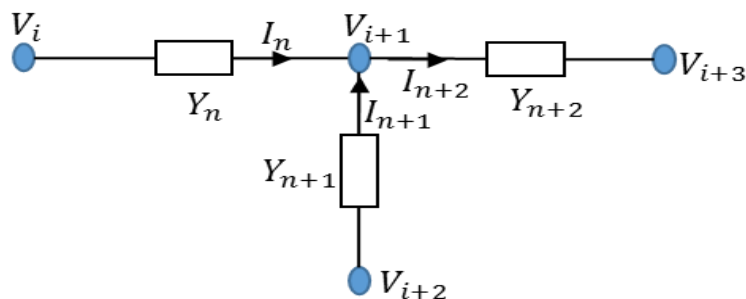 V_i
I_n
V_{i+1}
Y_n
I_{n+2}
Y_{n+2}
V_{i+3}
I_{n+1}
Y_{n+1}
V_{i+2}